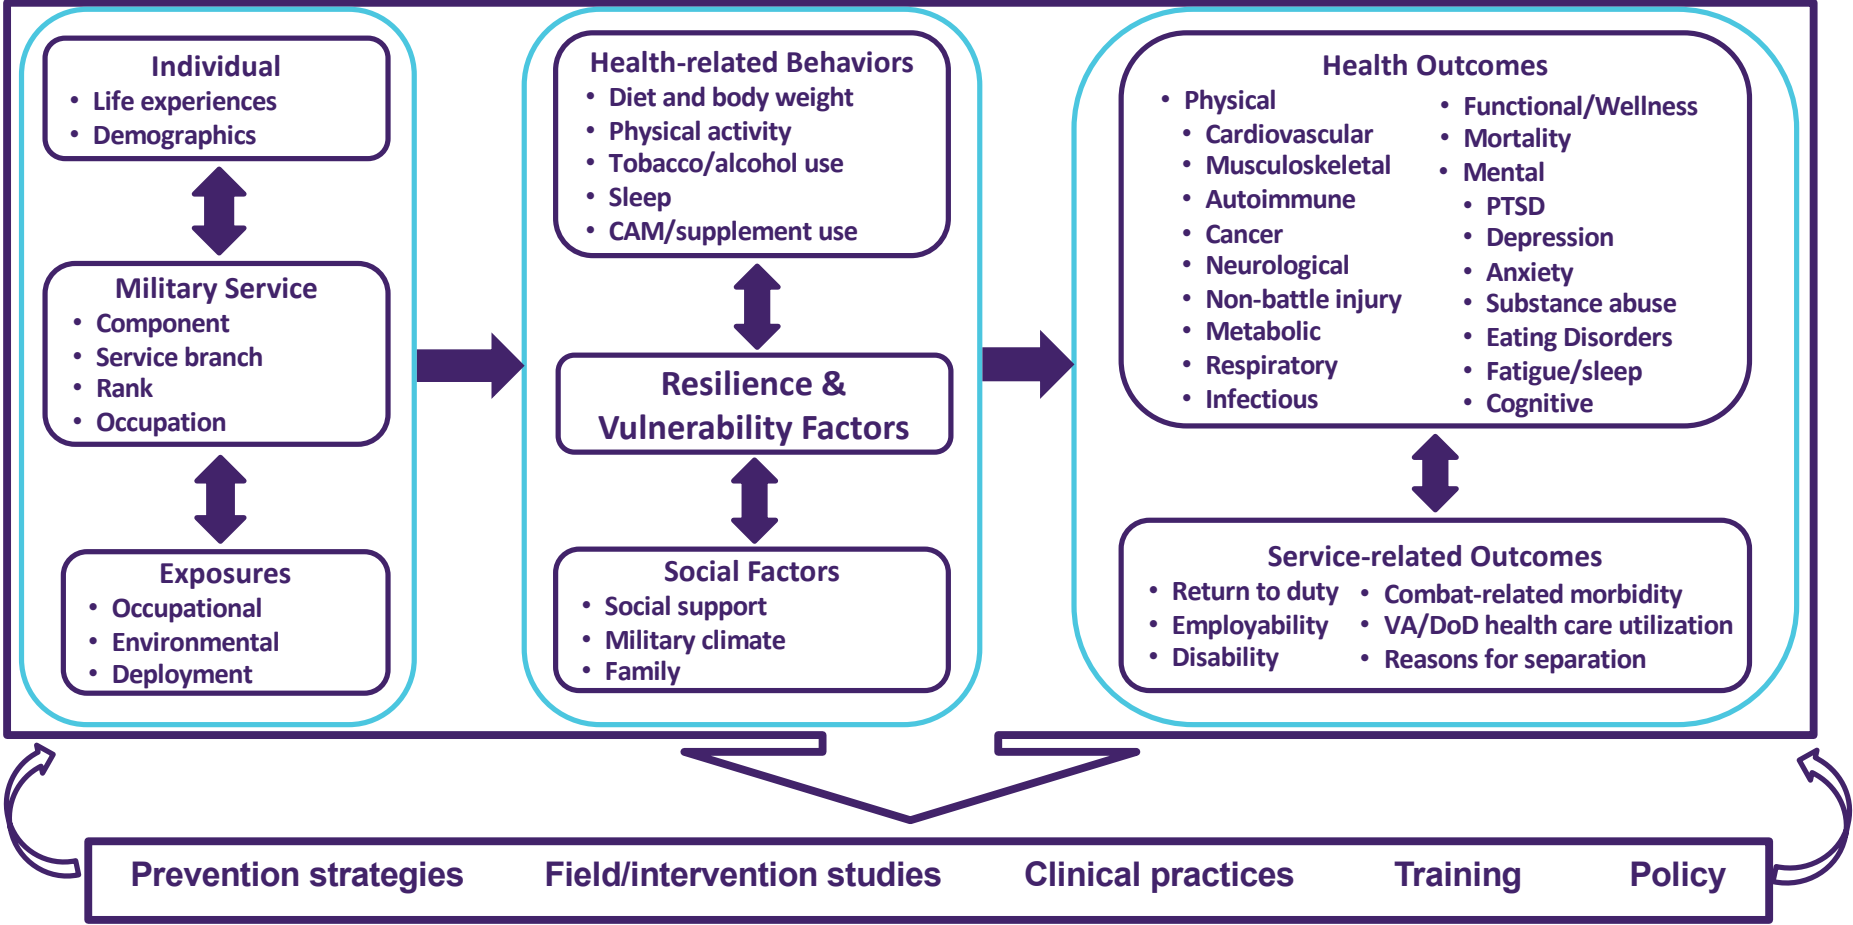 Individual
• Life experiences
• Demographics
Military Service
• Component
• Service branch
• Rank
• Occupation
Exposures
• Occupational
• Environmental
• Deployment
Health-related Behaviors
• Diet and body weight
• Physical activity
• Tobacco/alcohol use
• Sleep
• CAM/supplement use
Resilience &
Vulnerability Factors
Social Factors
• Social support
• Military climate
• Family
Health Outcomes
• Physical
• Cardiovascular
• Musculoskeletal
• Autoimmune
• Cancer
• Neurological
• Non-battle injury
• Metabolic
• Respiratory
• Infectious
• Functional/Wellness
• Mortality
• Mental
• PTSD
• Depression
• Anxiety
• Substance abuse
• Eating Disorders
• Fatigue/sleep
• Cognitive
Service-related Outcomes
• Return to duty
• Employability
• Disability
• Combat-related morbidity
• VA/DoD health care utilization
• Reasons for separation
Prevention strategies Field/intervention studies Clinical practices Training Policy